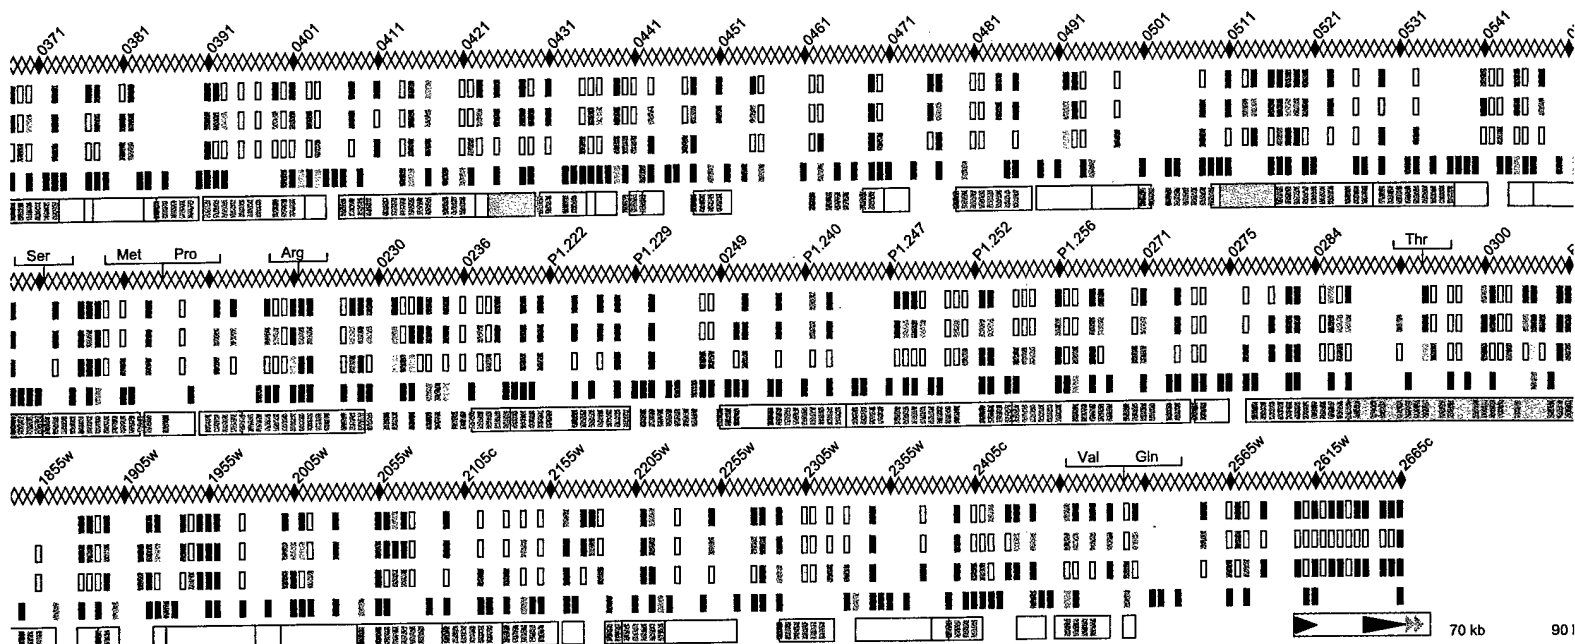 0371 0381 0391 0401 0411 0421 0431 0441 0451 0461 0471 0481 0491 0501 0511 0521 0531 0541
Ser Met Pro Arg 0230 0236 P1.222 P1.229 0249 P1.240 P1.247 P1.252 P1.256 0271 0275 0284 Thr 0300
1855w 1905w 1955w 2005w 2055w 2105c 2155w 2205w 2255w 2305w 2355w 2405c Val Gln 2565w 2615w 2665c
70 kb 90